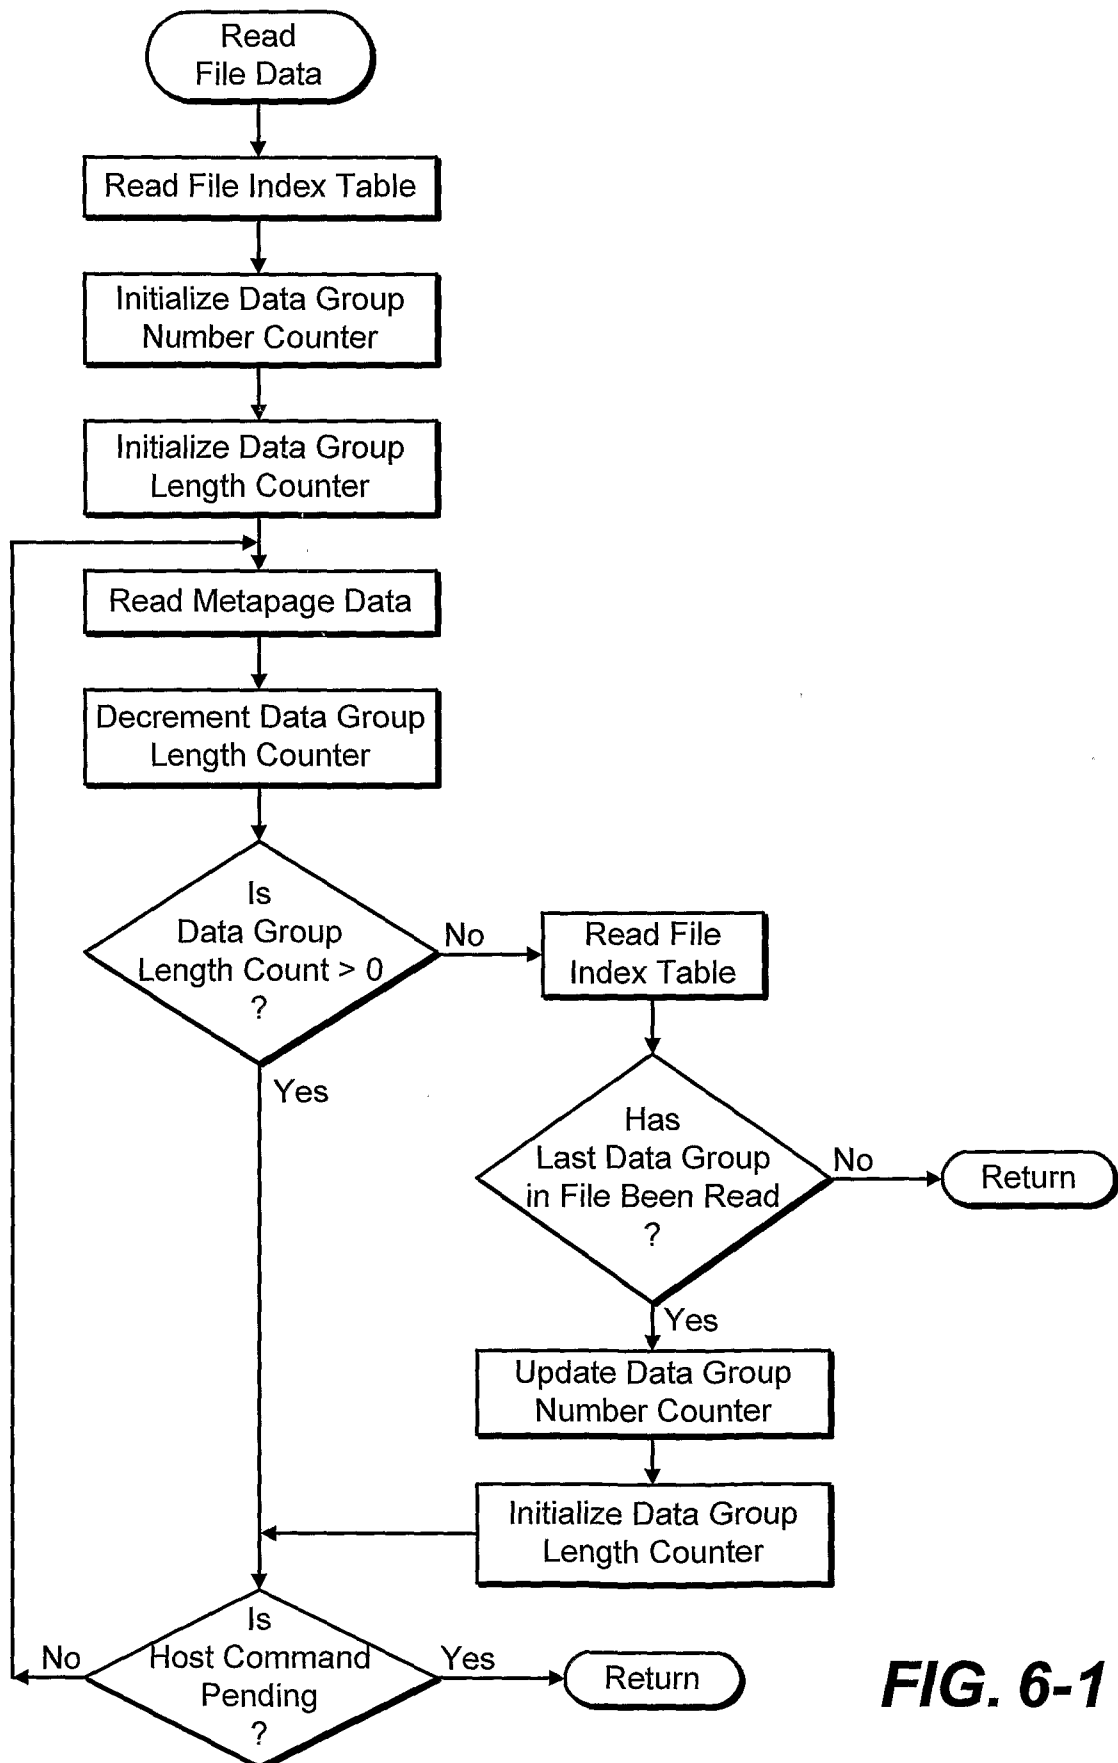 Read
File Data
Read File Index Table
Initialize Data Group
Number Counter
Initialize Data Group
Length Counter
Read Metapage Data
Decrement Data Group
Length Counter
Is
Data Group
Length Count > 0
?
No
Read File
Index Table
Yes
Has
Last Data Group
in File Been Read
?
No
Return
Yes
Update Data Group
Number Counter
Initialize Data Group
Length Counter
Is
Host Command
Pending
?
No
Yes
Return
FIG. 6-1